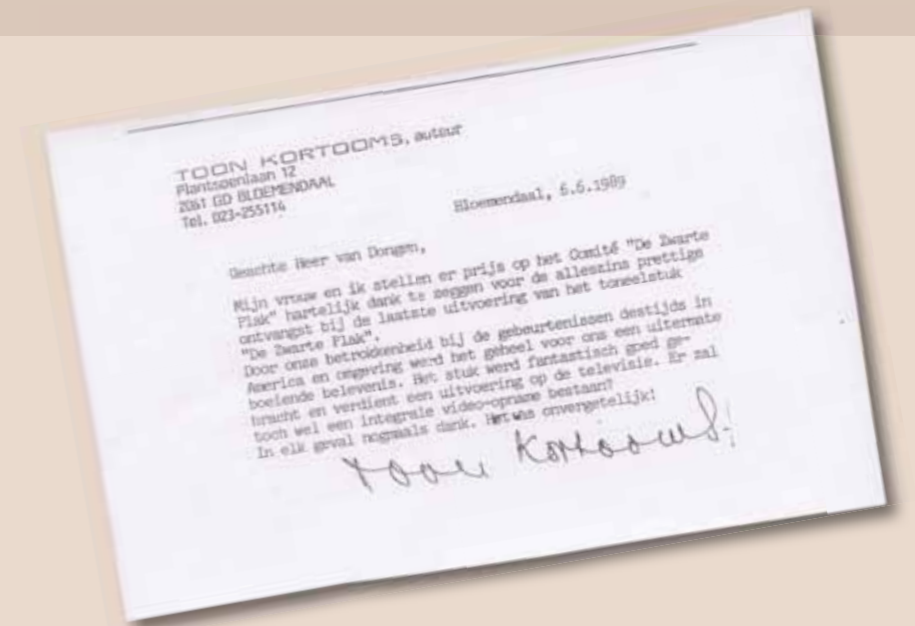 TOON KORTOOMS, auteur
Plantsoenlaan 12
2061 GD BLOEMENDAAL
Tel. 023-255114
Bloemendaal, 6.6.1989
Geachte Heer van Dongen,
Mijn vrouw en ik stellen er prijs op het Comité "De Zwarte
Plak" hartelijk dank te zeggen voor de alleszins prettige
ontvangst bij de laatste uitvoering van het toneelstuk
"De Zwarte Plak".
Door onze betrokkenheid bij de gebeurtenissen destijds in
America en omgeving werd het geheel voor ons een uitermate
boeiende belevenis. Het stuk werd fantastisch goed ge-
bracht en verdient een uitvoering op de televisie. Er zal
toch wel een integrale video-opname bestaan?
In elk geval nogmaals dank. Het was onvergetelijk!
Toon Kortooms!